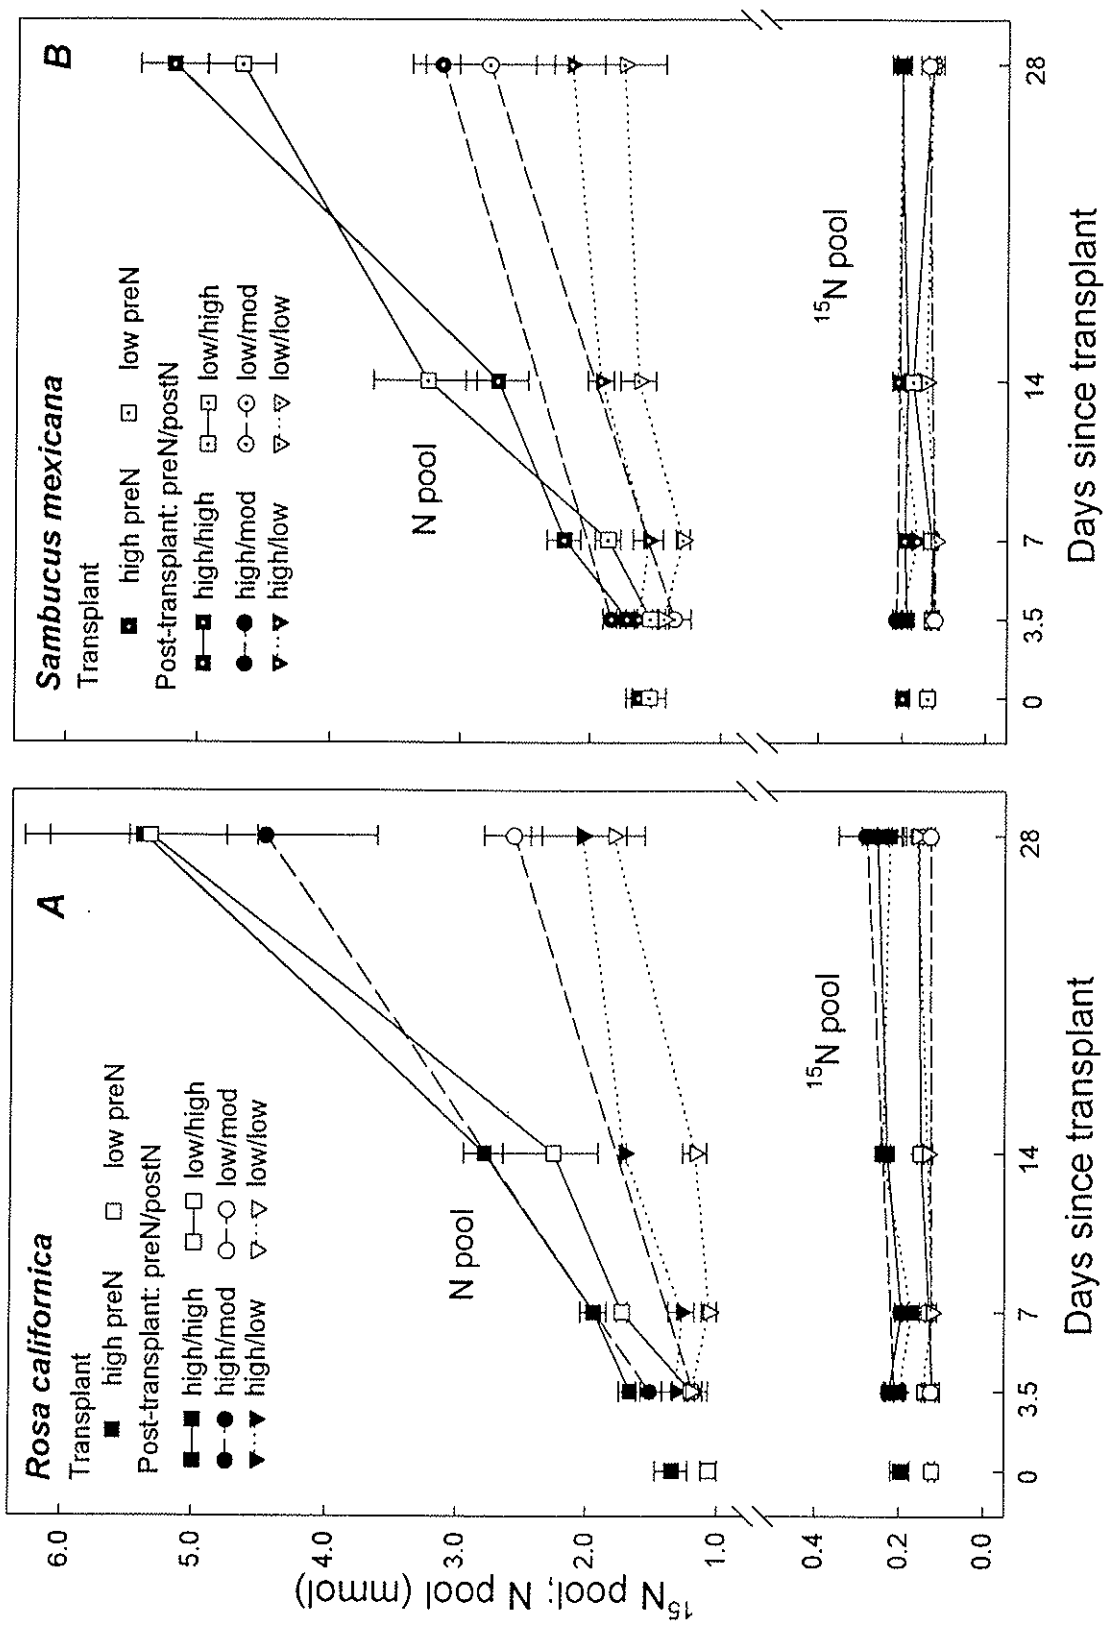 Rosa californica
A
Transplant
high preN low preN
Post-transplant: preN/postN
high/high low/high
high/mod low/mod
high/low low/low
N pool
¹⁵N pool
¹⁵N pool; N pool (mmol)
6.0
5.0
4.0
3.0
2.0
1.0
0.4
0.2
0.0
0 3.5 7 14 28
Days since transplant
Sambucus mexicana
B
Transplant
high preN low preN
Post-transplant: preN/postN
high/high low/high
high/mod low/mod
high/low low/low
N pool
¹⁵N pool
0 3.5 7 14 28
Days since transplant